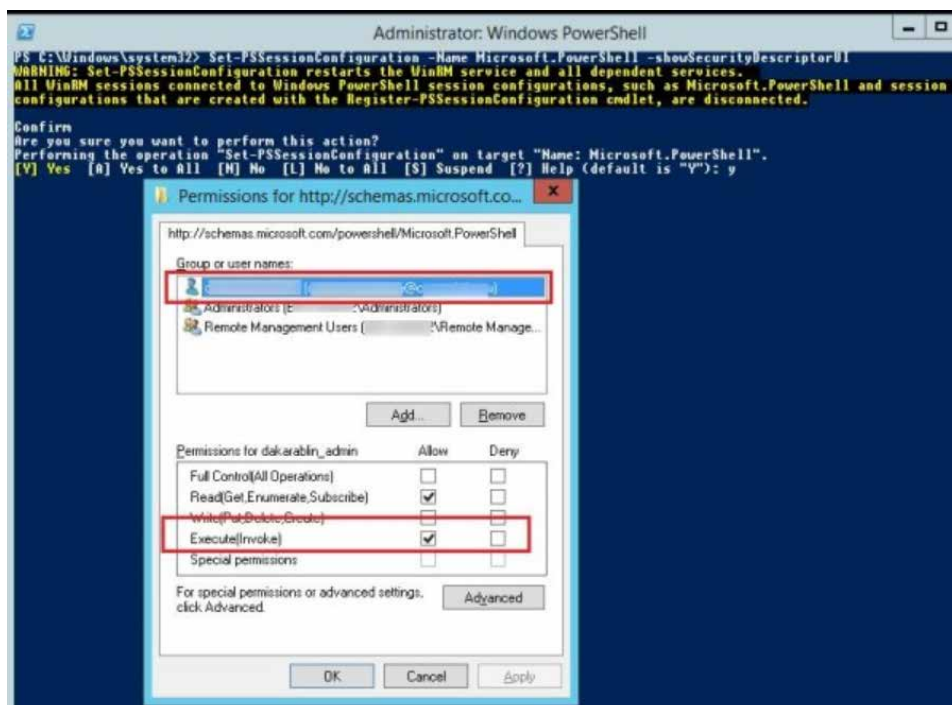 Administrator: Windows PowerShell
PS C:\Windows\system32> Set-PSSessionConfiguration -Name Microsoft.PowerShell -showSecurityDescriptorUI
WARNING: Set-PSSessionConfiguration restarts the WinRM service and all dependent services.
All WinRM sessions connected to Windows PowerShell session configurations, such as Microsoft.PowerShell and session
configurations that are created with the Register-PSSessionConfiguration cmdlet, are disconnected.
Confirm
Are you sure you want to perform this action?
Performing the operation "Set-PSSessionConfiguration" on target "Name: Microsoft.PowerShell".
[Y] Yes [A] Yes to All [N] No [L] No to All [S] Suspend [?] Help (default is "Y"): y
Permissions for http://schemas.microsoft.co...
http://schemas.microsoft.com/powershell/Microsoft.PowerShell
Group or user names:
Administrators (E :\Administrators)
Remote Management Users ( !\Remote Manage...
Add...
Remove
Permissions for dakarablin_admin
Allow
Deny
Full Control(All Operations)
Read(Get,Enumerate,Subscribe)
Write(Put,Delete,Create)
Execute(Invoke)
Special permissions
For special permissions or advanced settings,
click Advanced.
Advanced
OK
Cancel
Apply